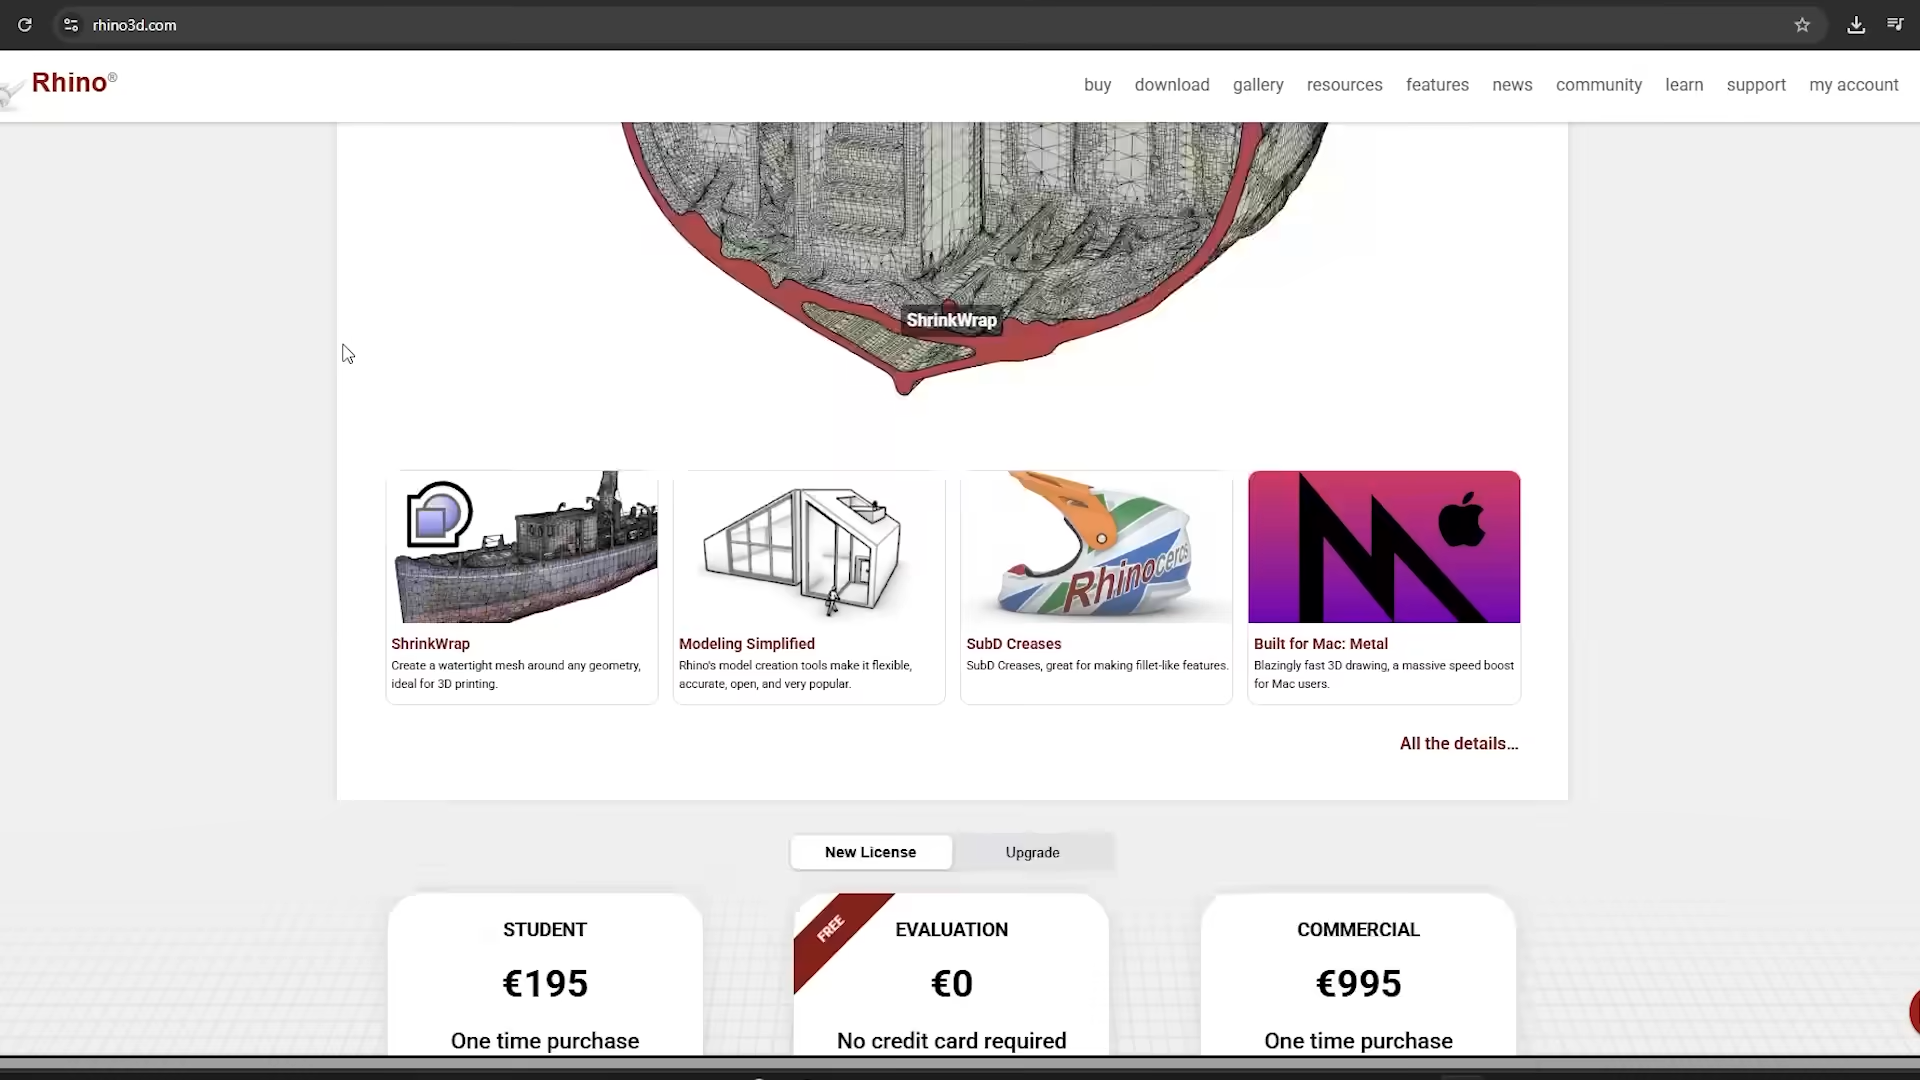 rhino3d.com
Rhino®
buy download gallery resources features news community learn support my account
ShrinkWrap
Rhinoceros
ShrinkWrap
Create a watertight mesh around any geometry,
ideal for 3D printing.
Modeling Simplified
Rhino's model creation tools make it flexible,
accurate, open, and very popular.
SubD Creases
SubD Creases, great for making fillet-like features.
Built for Mac: Metal
Blazingly fast 3D drawing, a massive speed boost
for Mac users.
All the details...
New License
Upgrade
STUDENT
€195
One time purchase
FREE
EVALUATION
€0
No credit card required
COMMERCIAL
€995
One time purchase